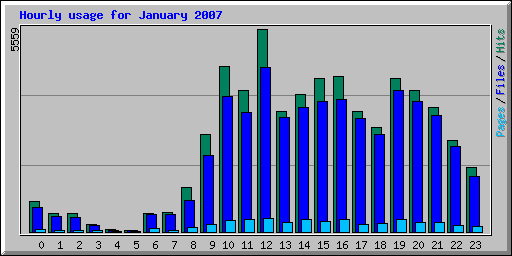 Hourly usage for January 2007
5559
Pages / Files / Hits
0 1 2 3 4 5 6 7 8 9 10 11 12 13 14 15 16 17 18 19 20 21 22 23